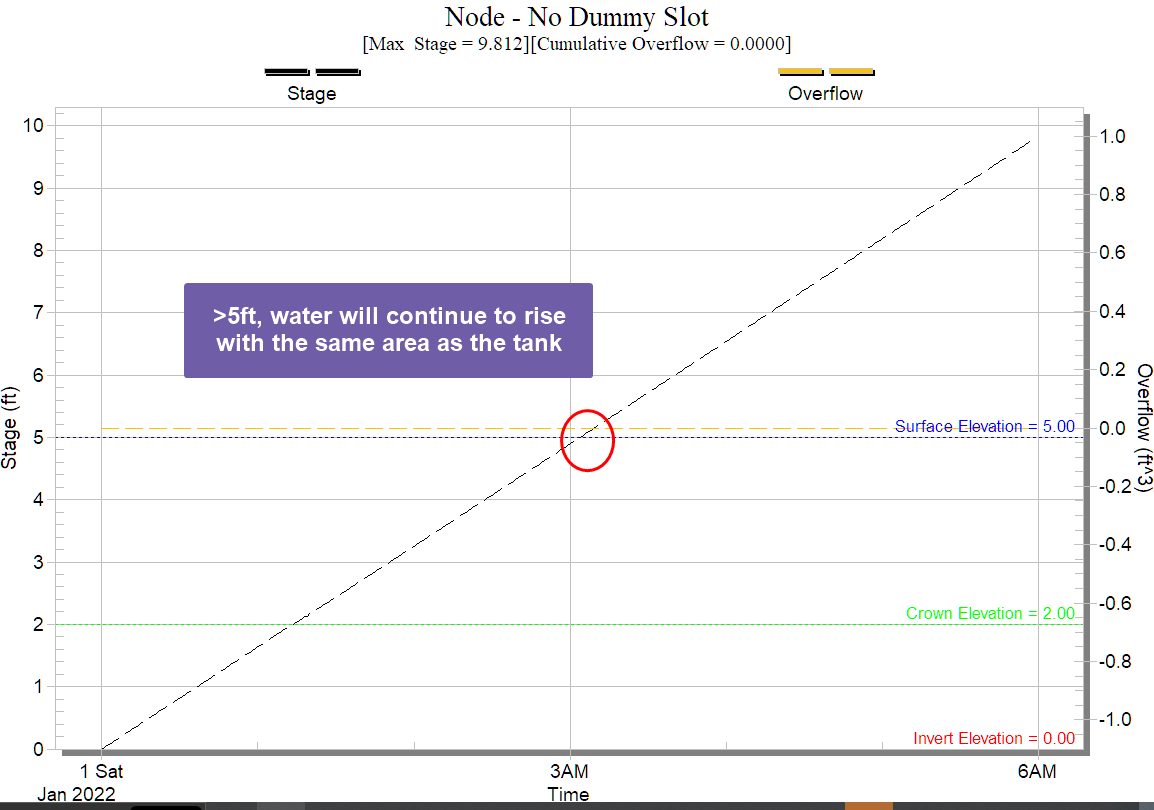 Node - No Dummy Slot
[Max  Stage = 9.812][Cumulative Overflow = 0.0000]
Stage
Overflow
10
9
8
7
6
5
4
3
2
1
0
Stage (ft)
>5ft, water will continue to rise
with the same area as the tank
Surface Elevation = 5.00
Crown Elevation = 2.00
Invert Elevation = 0.00
1.0
0.8
0.6
0.4
0.2
0.0
-0.2
-0.4
-0.6
-0.8
-1.0
Overflow (ft^3)
1 Sat
3AM
6AM
Jan 2022
Time